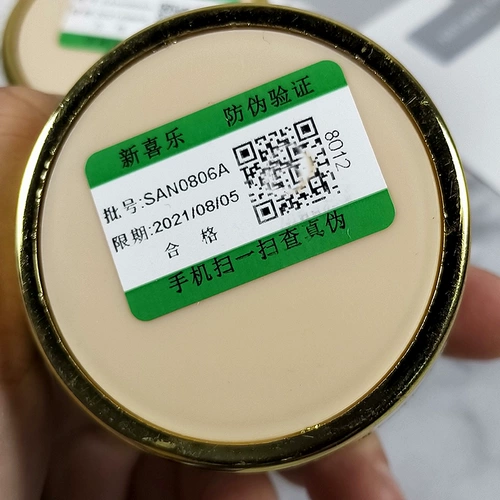 新喜乐 防伪验证
批号:SAN0806A
限期:2021/08/05
合格
8012
手机扫一扫查真伪